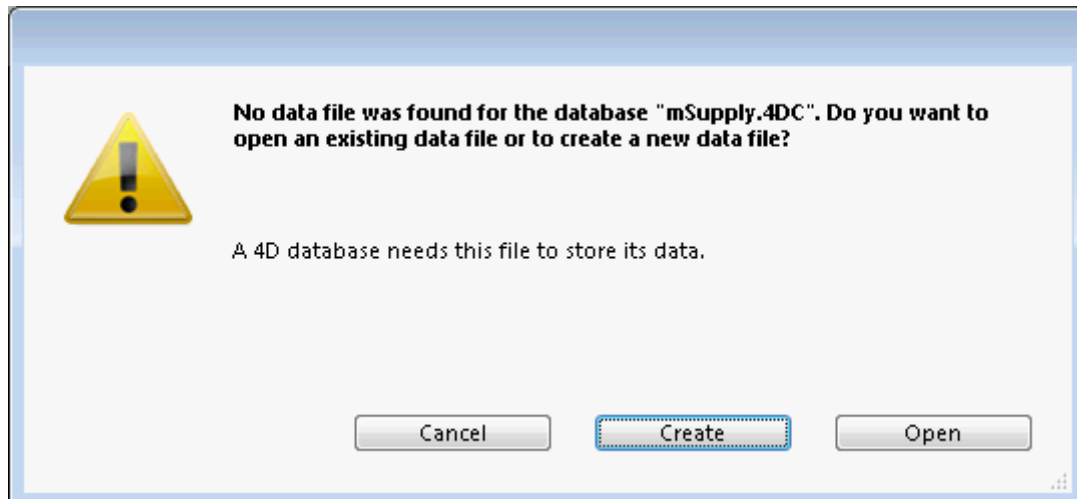 No data file was found for the database "mSupply.4DC". Do you want to
open an existing data file or to create a new data file?
A 4D database needs this file to store its data.
Cancel Create Open